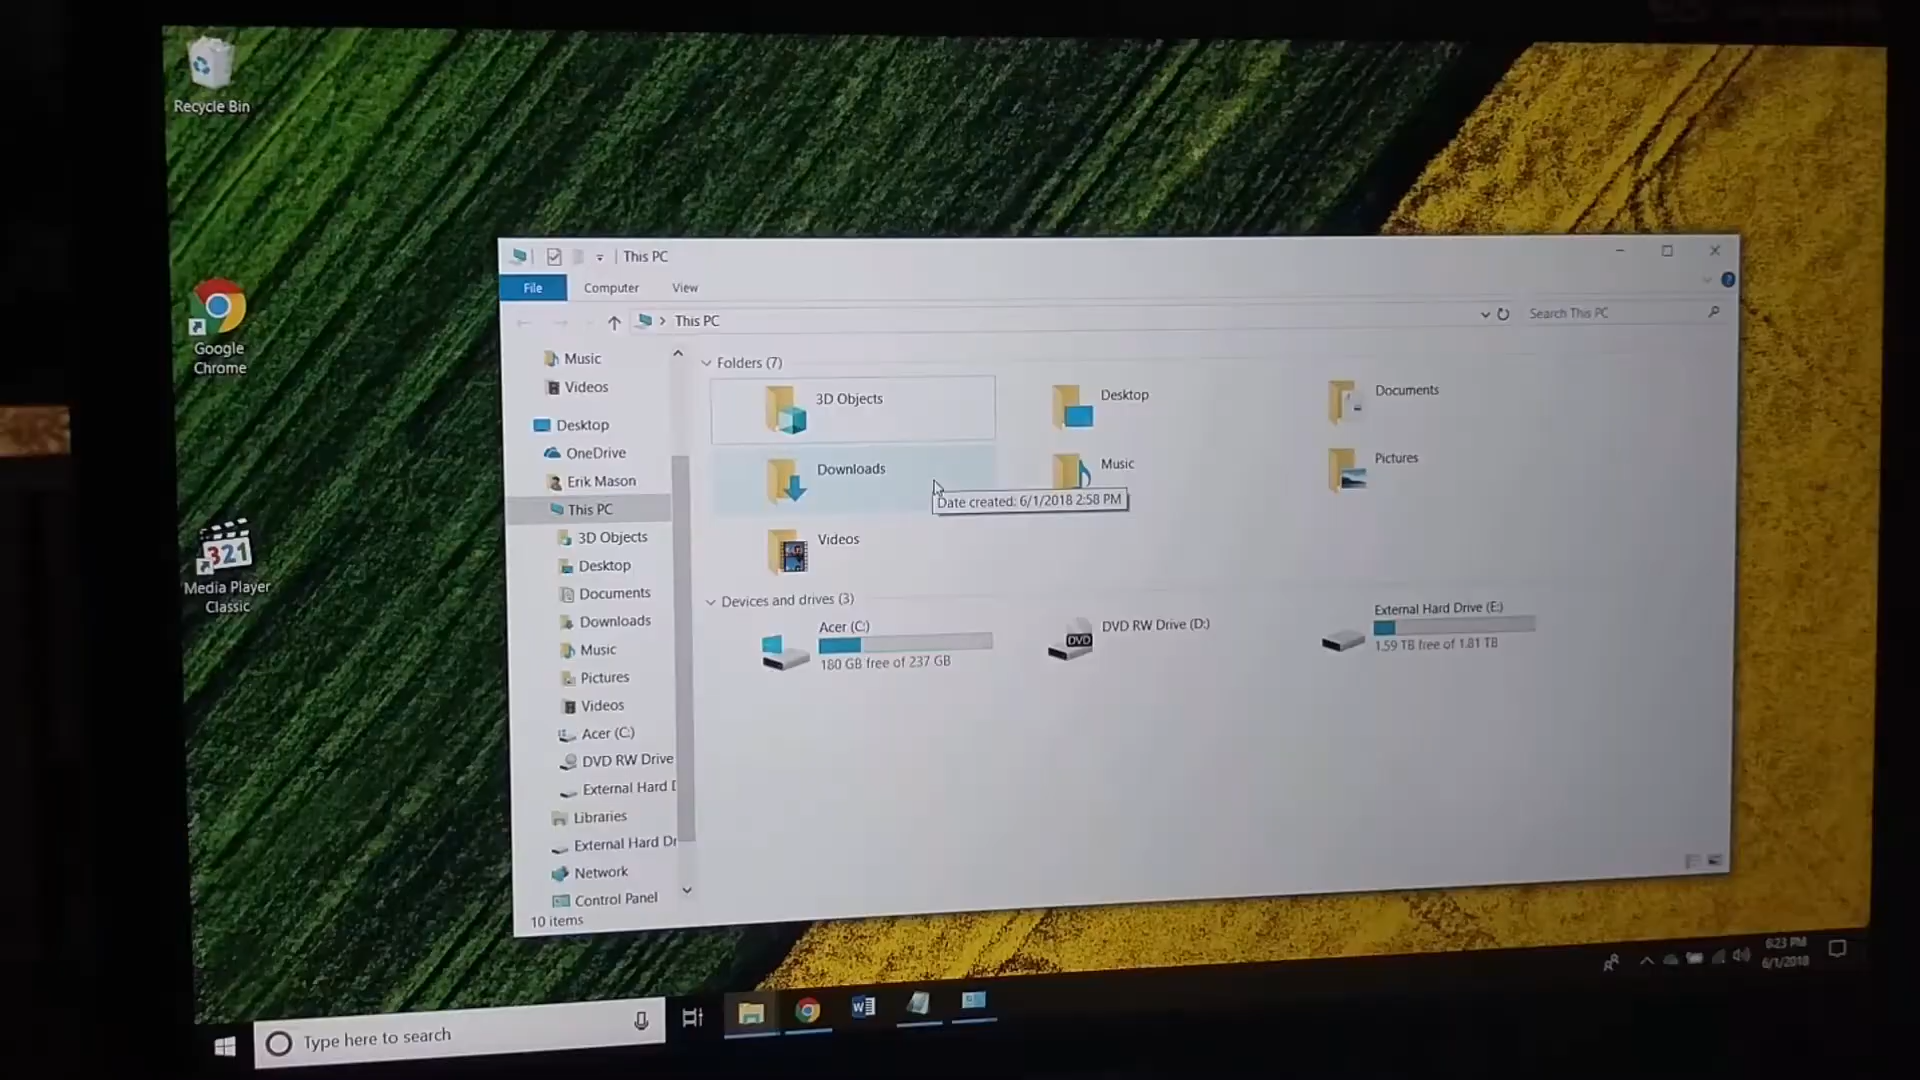 Recycle Bin
Google
Chrome
321
Media Player
Classic
This PC
File
Computer
View
This PC
Search This PC
Music
Videos
Desktop
OneDrive
Erik Mason
This PC
3D Objects
Desktop
Documents
Downloads
Music
Pictures
Videos
Acer (C:)
DVD RW Drive
External Hard D
Libraries
External Hard Dr
Network
Control Panel
10 items
Folders (7)
3D Objects
Desktop
Documents
Downloads
Music
Pictures
Date created: 6/1/2018 2:58 PM
Videos
Devices and drives (3)
Acer (C:)
180 GB free of 237 GB
DVD
DVD RW Drive (D:)
External Hard Drive (E:)
1.59 TB free of 1.81 TB
Type here to search
6:23 PM
6/1/2018